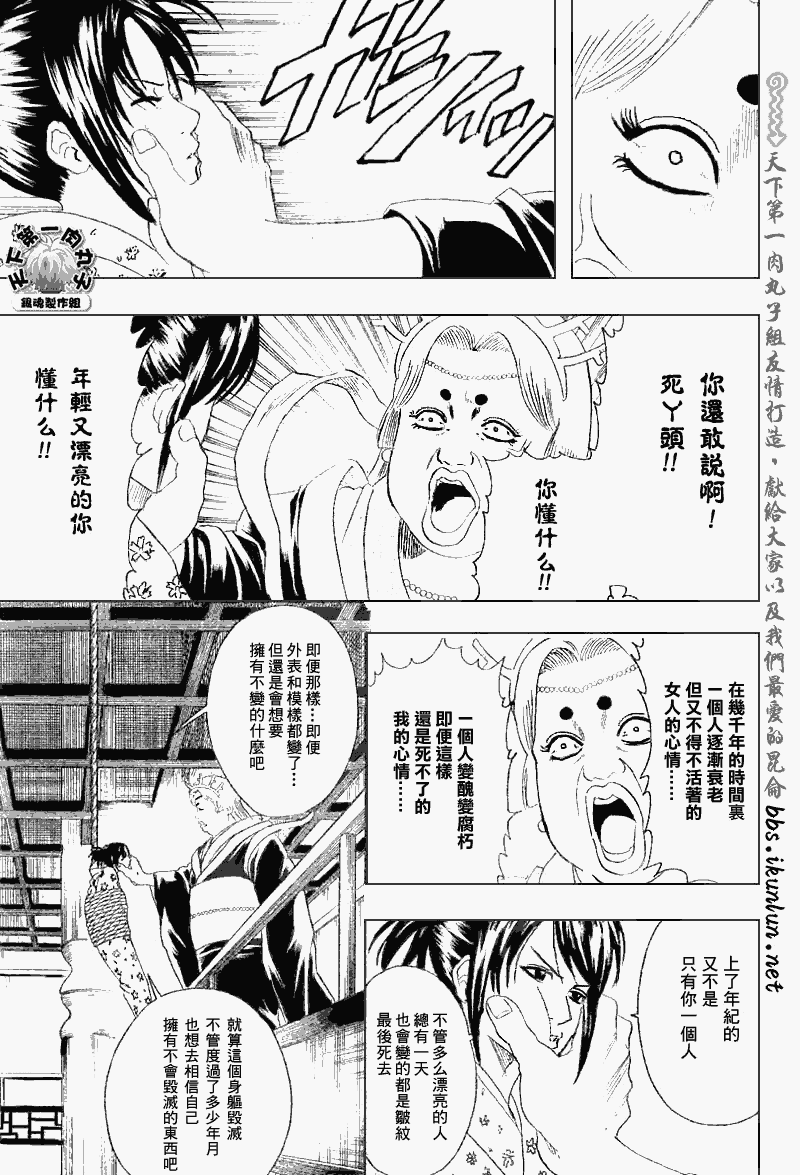 ガシィッ
你還敢說啊！
死丫頭!!
你懂什么!!
年輕又漂亮的你
懂什么!!
在幾千年的時間裏
一個人逐漸衰老
但又不得不活著的
女人的心情……
一個人變醜變腐朽
即便這樣
還是死不了的
我的心情……
即便那樣…即便
外表和模樣都變了…
但還是會想要
擁有不變的什麼吧
上了年紀的
又不是
只有你一個人
不管多么漂亮的人
總有一天
也會變的都是皺紋
最後死去
就算這個身軀毀滅
不管度過了多少年月
也想去相信自己
擁有不會毀滅的東西吧
天下第一肉丸子
銀魂製作組
天下第一肉丸子組友情打造，獻給大家以及我們最愛的昆侖 bbs.ikunlun.net